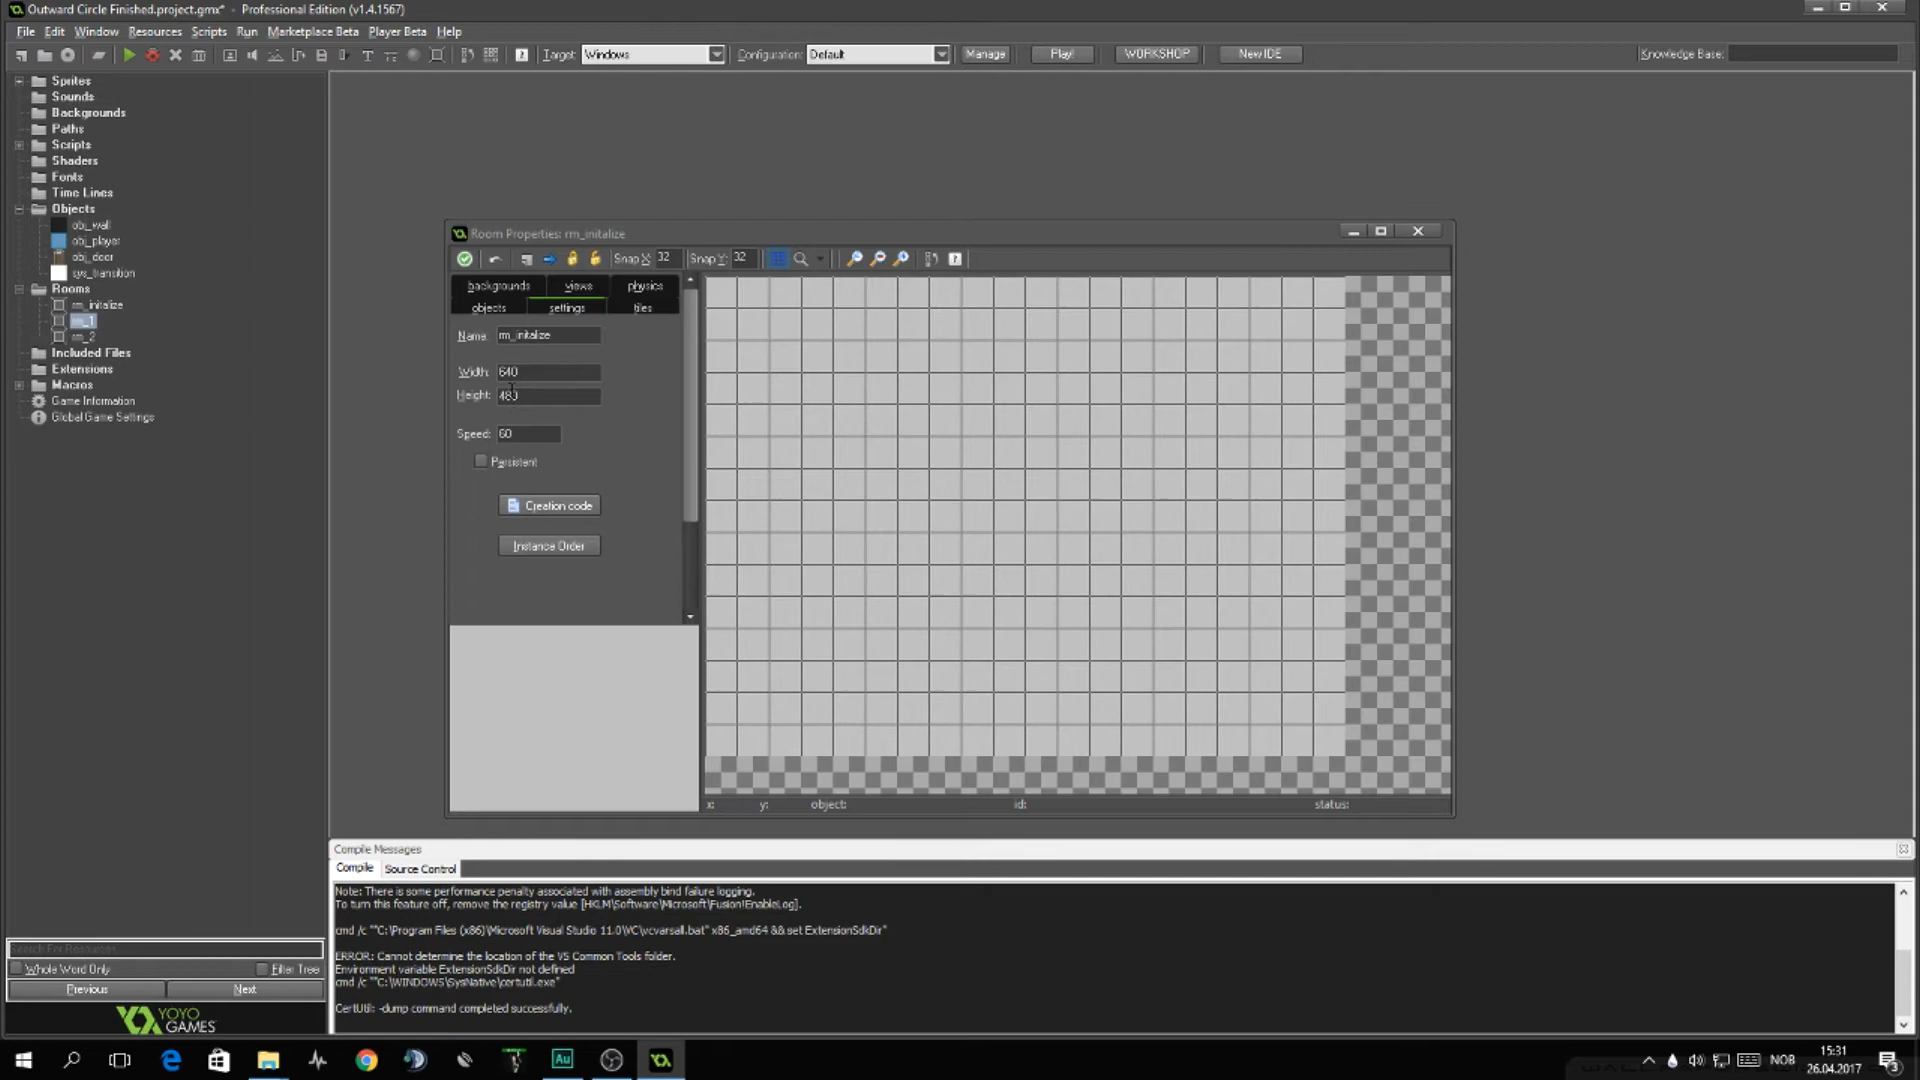 Outward Circle Finished.project.gmx* - Professional Edition (v1.4.1567)
File Edit Window Resources Scripts Run Marketplace Beta Player Beta Help
Target: Windows Configuration: Default Manage Play! WORKSHOP New IDE Knowledge Base:
Sprites
Sounds
Backgrounds
Paths
Scripts
Shaders
Fonts
Time Lines
Objects
obj_wall
obj_player
obj_door
sys_transition
Rooms
rm_initalize
rm_1
rm_2
Included Files
Extensions
Macros
Game Information
Global Game Settings
Room Properties: rm_initalize
Snap X: 32 Snap Y: 32
backgrounds views physics
objects settings tiles
Name: rm_initalize
Width: 640
Height: 480
Speed: 60
Persistent
Creation code
Instance Order
x: y: object: id: status:
Compile Messages
Compile Source Control
Note: There is some performance penalty associated with assembly bind failure logging.
To turn this feature off, remove the registry value [HKLM\Software\Microsoft\Fusion!EnableLog].
cmd /c ""C:\Program Files (x86)\Microsoft Visual Studio 11.0\VC\vcvarsall.bat" x86_amd64 && set ExtensionSdkDir"
ERROR: Cannot determine the location of the VS Common Tools folder.
Environment variable ExtensionSdkDir not defined
cmd /c ""C:\WINDOWS\SysNative\certutil.exe"
CertUtil: -dump command completed successfully.
Search For Resources
Whole Word Only Filter Tree
Previous Next
YOYO
GAMES
Au
NOB
15:31
26.04.2017
3